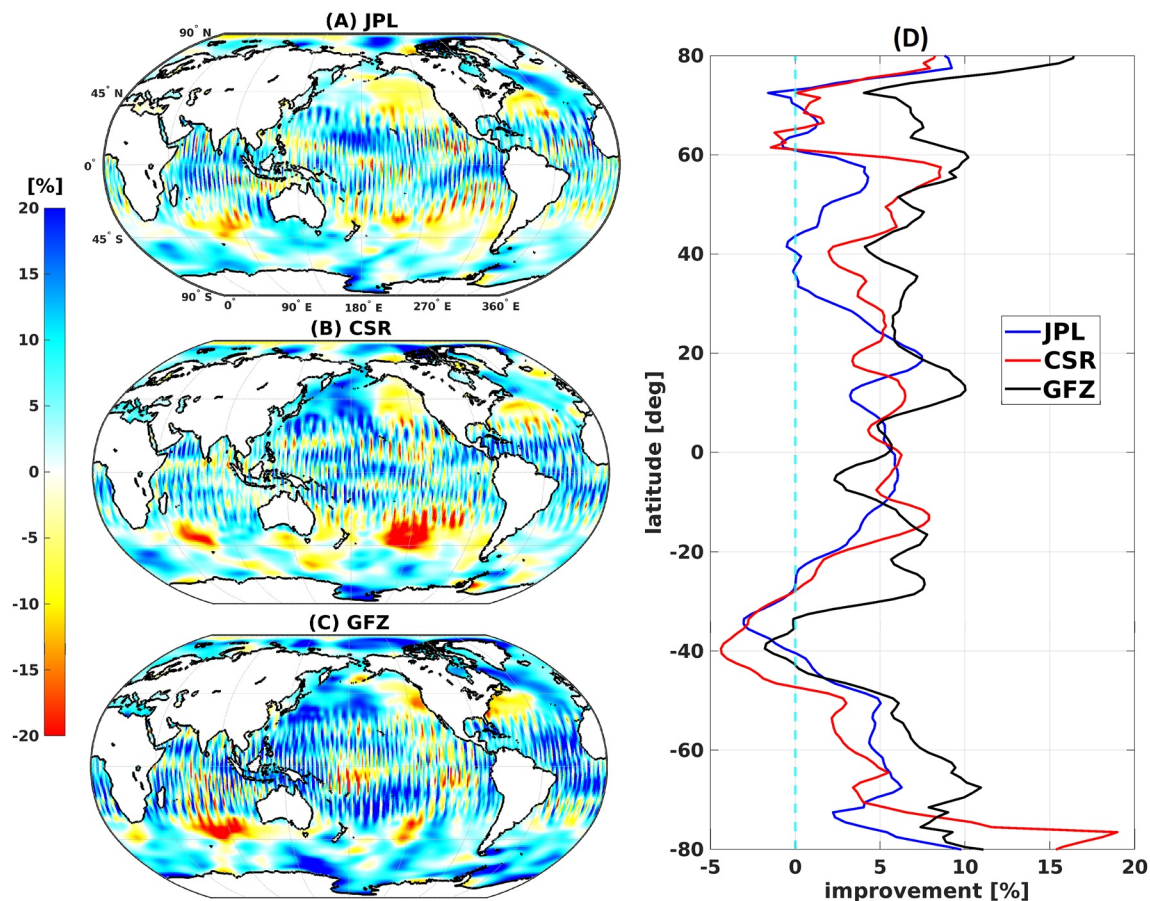 (A) JPL
90° N
45° N
0°
45° S
90° S
0°
90° E
180° E
270° E
360° E
[%]
20
15
10
5
0
-5
-10
-15
-20
(B) CSR
(C) GFZ
(D)
80
60
40
20
0
-20
-40
-60
-80
latitude [deg]
JPL
CSR
GFZ
-5
0
5
10
15
20
improvement [%]